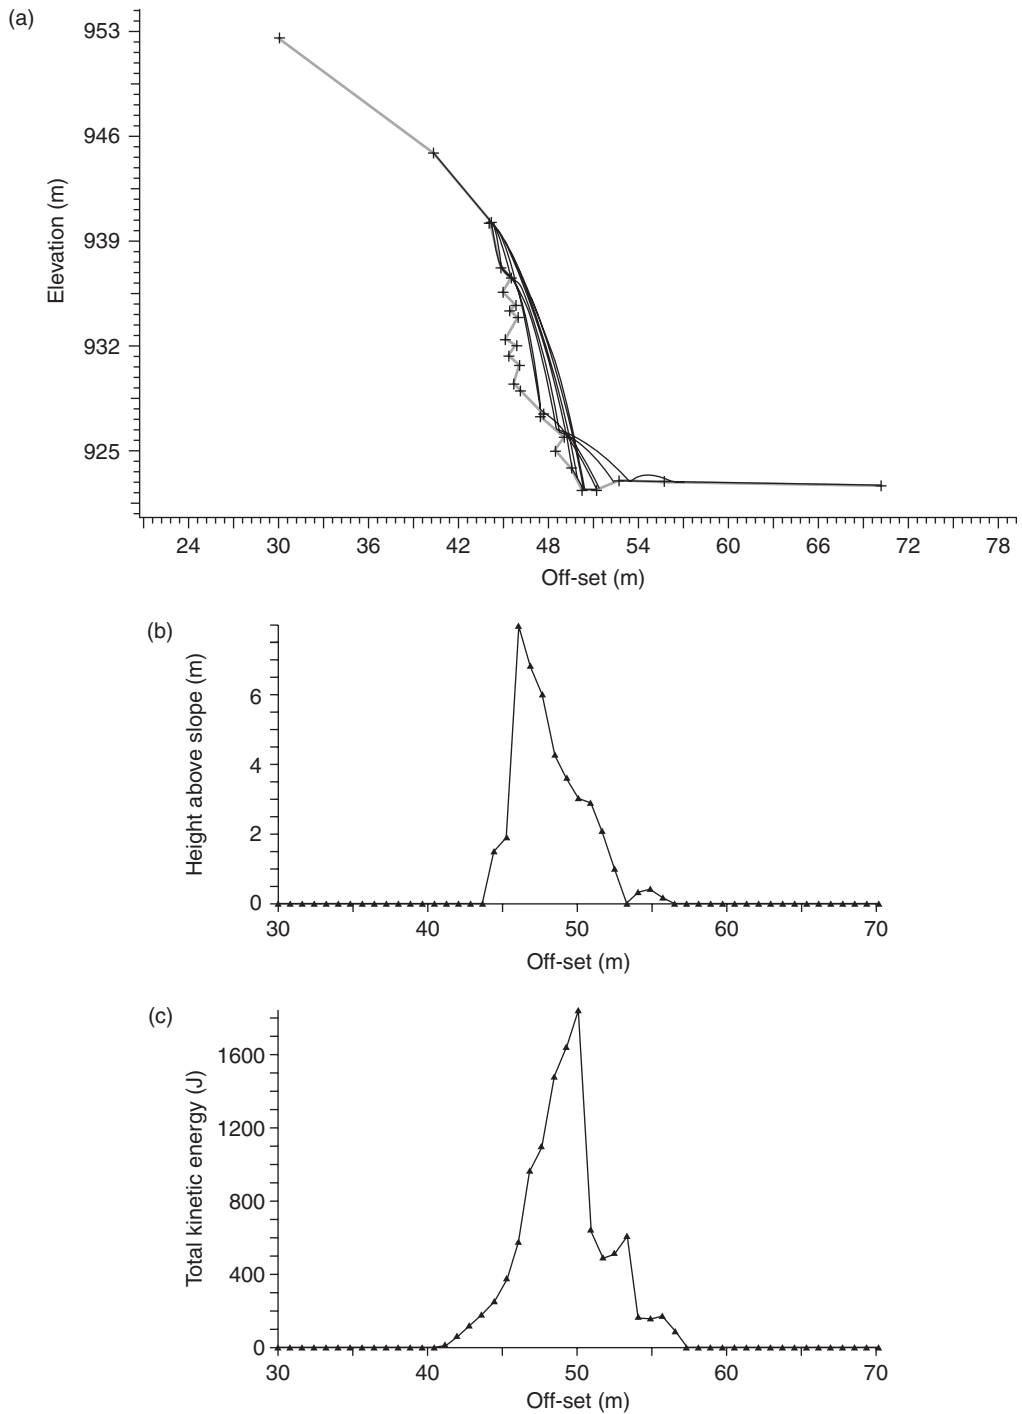 (a)
953
946
939
932
925
Elevation (m)
24 30 36 42 48 54 60 66 72 78
Off-set (m)
(b)
6
4
2
0
Height above slope (m)
30 40 50 60 70
Off-set (m)
(c)
1600
1200
800
400
0
Total kinetic energy (J)
30 40 50 60 70
Off-set (m)